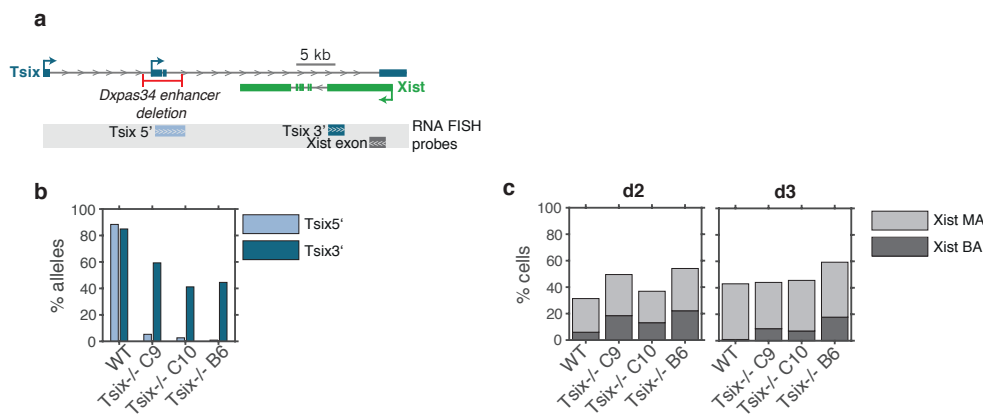 a
5 kb
Tsix
Xist
Dxpas34 enhancer
deletion
Tsix 5’
Tsix 3’
Xist exon
RNA FISH
probes
b
% alleles
100
80
60
40
20
0
WT
Tsix-/- C9
Tsix-/- C10
Tsix-/- B6
Tsix5‘
Tsix3‘
c
d2
d3
% cells
100
80
60
40
20
0
WT
Tsix-/- C9
Tsix-/- C10
Tsix-/- B6
WT
Tsix-/- C9
Tsix-/- C10
Tsix-/- B6
Xist MA
Xist BA